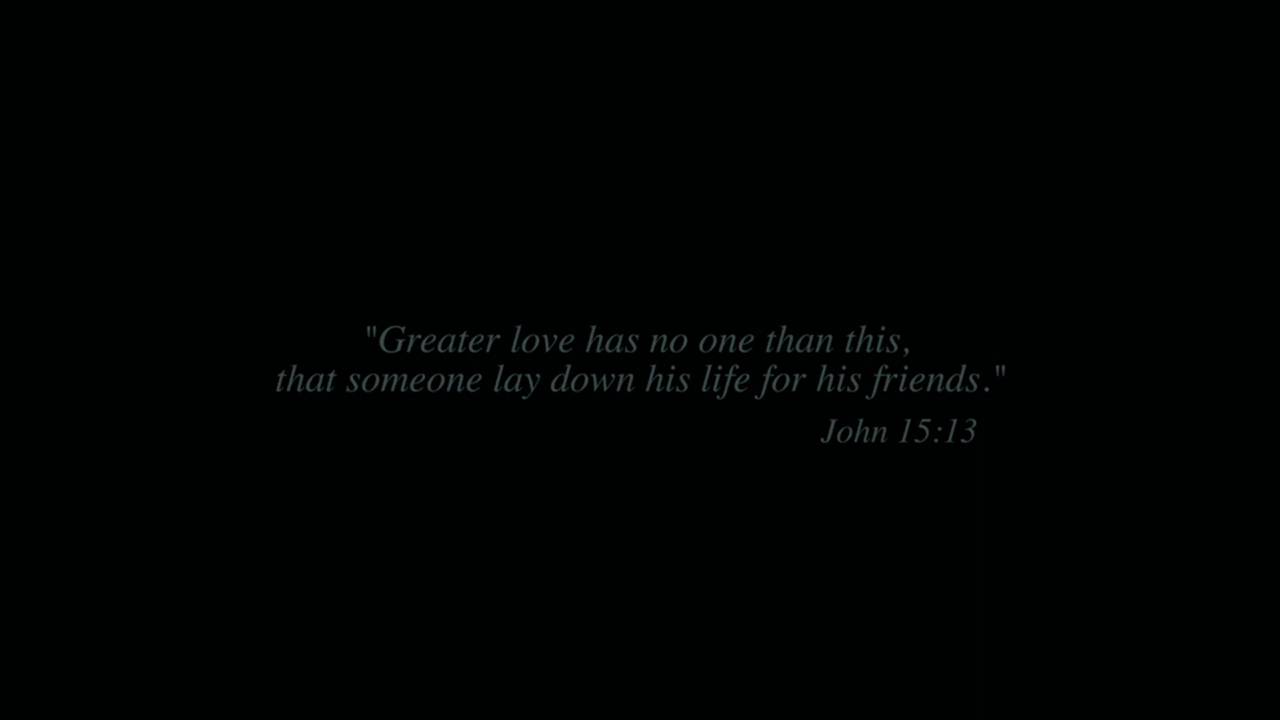 "Greater love has no one than this,
that someone lay down his life for his friends."
John 15:13